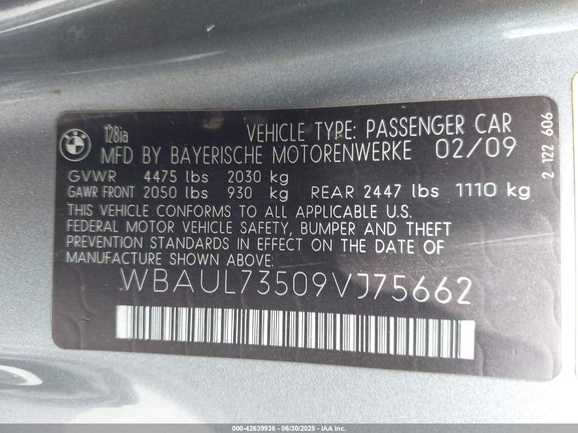 BMW
128ia
VEHICLE TYPE: PASSENGER CAR
MFD BY BAYERISCHE MOTORENWERKE 02/09
GVWR 4475 lbs 2030 kg
GAWR FRONT 2050 lbs 930 kg REAR 2447 lbs 1110 kg
THIS VEHICLE CONFORMS TO ALL APPLICABLE U.S.
FEDERAL MOTOR VEHICLE SAFETY, BUMPER AND THEFT
PREVENTION STANDARDS IN EFFECT ON THE DATE OF
MANUFACTURE SHOWN ABOVE:
WBAUL73509VJ75662
2-122 606
000-42639936 - 06/30/2025 - IAA Inc.